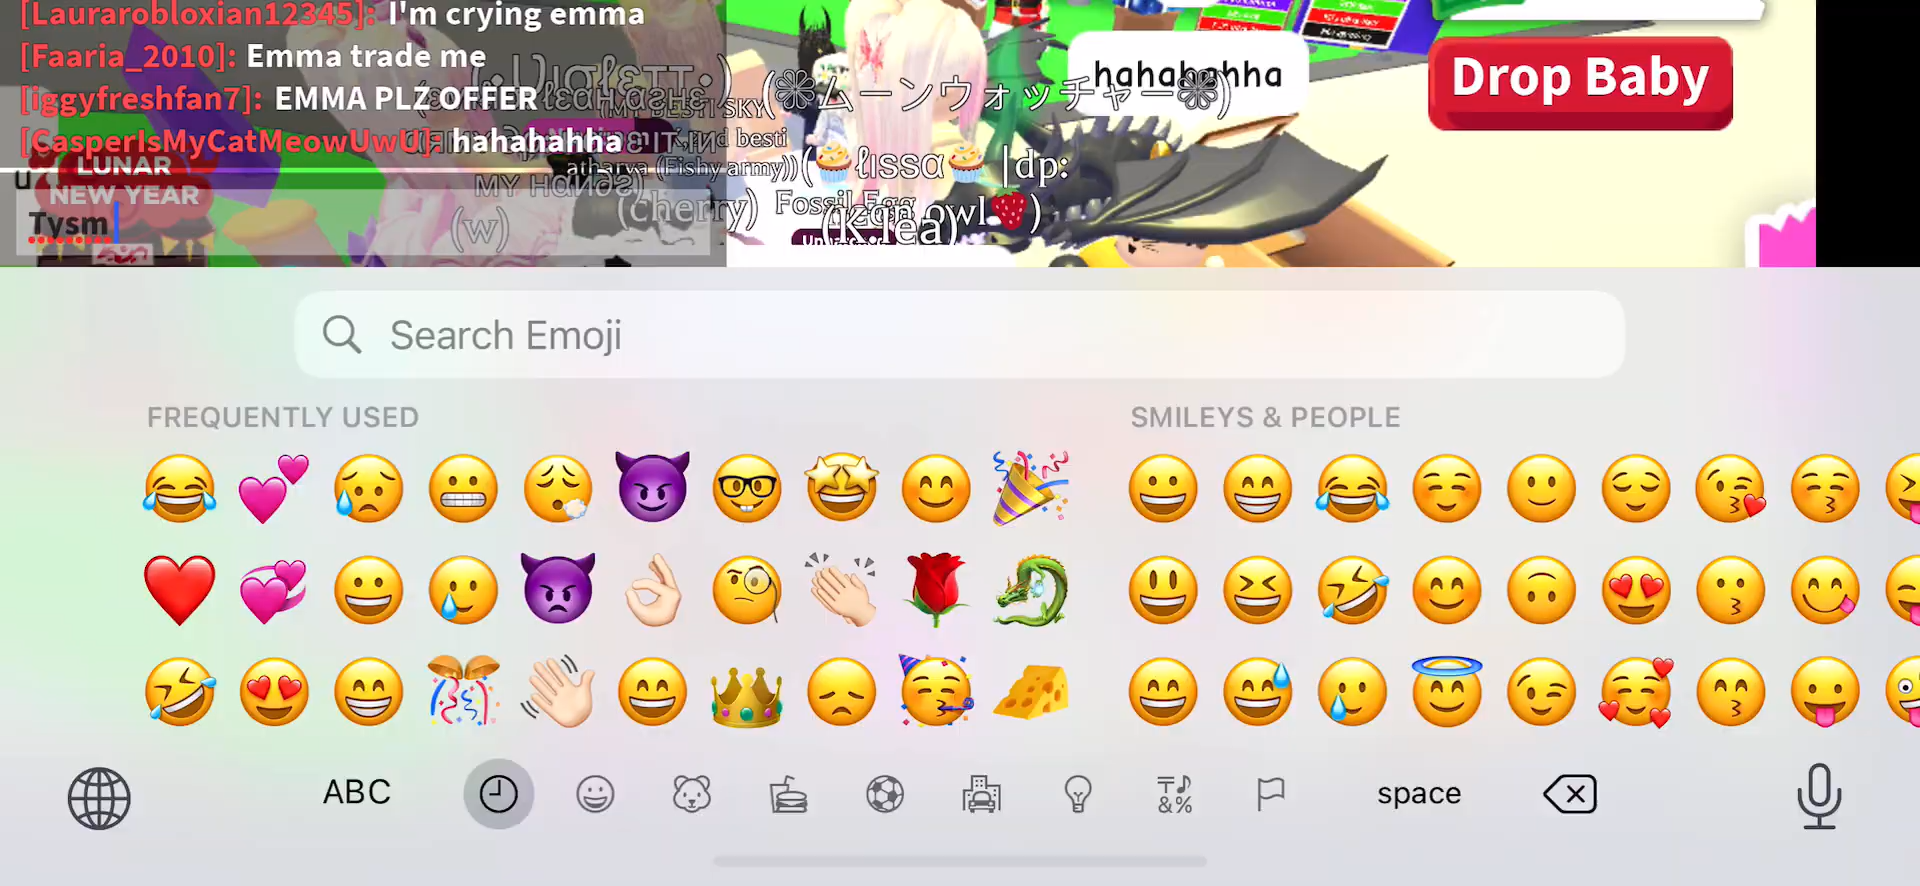 [Laurarobloxian12345]: I'm crying emma
[Faaria_2010]: Emma trade me
[iggyfreshfan7]: EMMA PLZ OFFER
[CasperIsMyCatMeowUwU]: hahahahha
LUNAR
NEW YEAR
Tysm
hahahahha
Drop Baby
(❁ムーンウォッチャー❁)
besti
atharva (Fishy army))
(🧁ℓιssα🧁 |dp:
(cherry)
Fossil Egg
owl🍓)
(w)
Search Emoji
FREQUENTLY USED
SMILEYS & PEOPLE
ABC
space